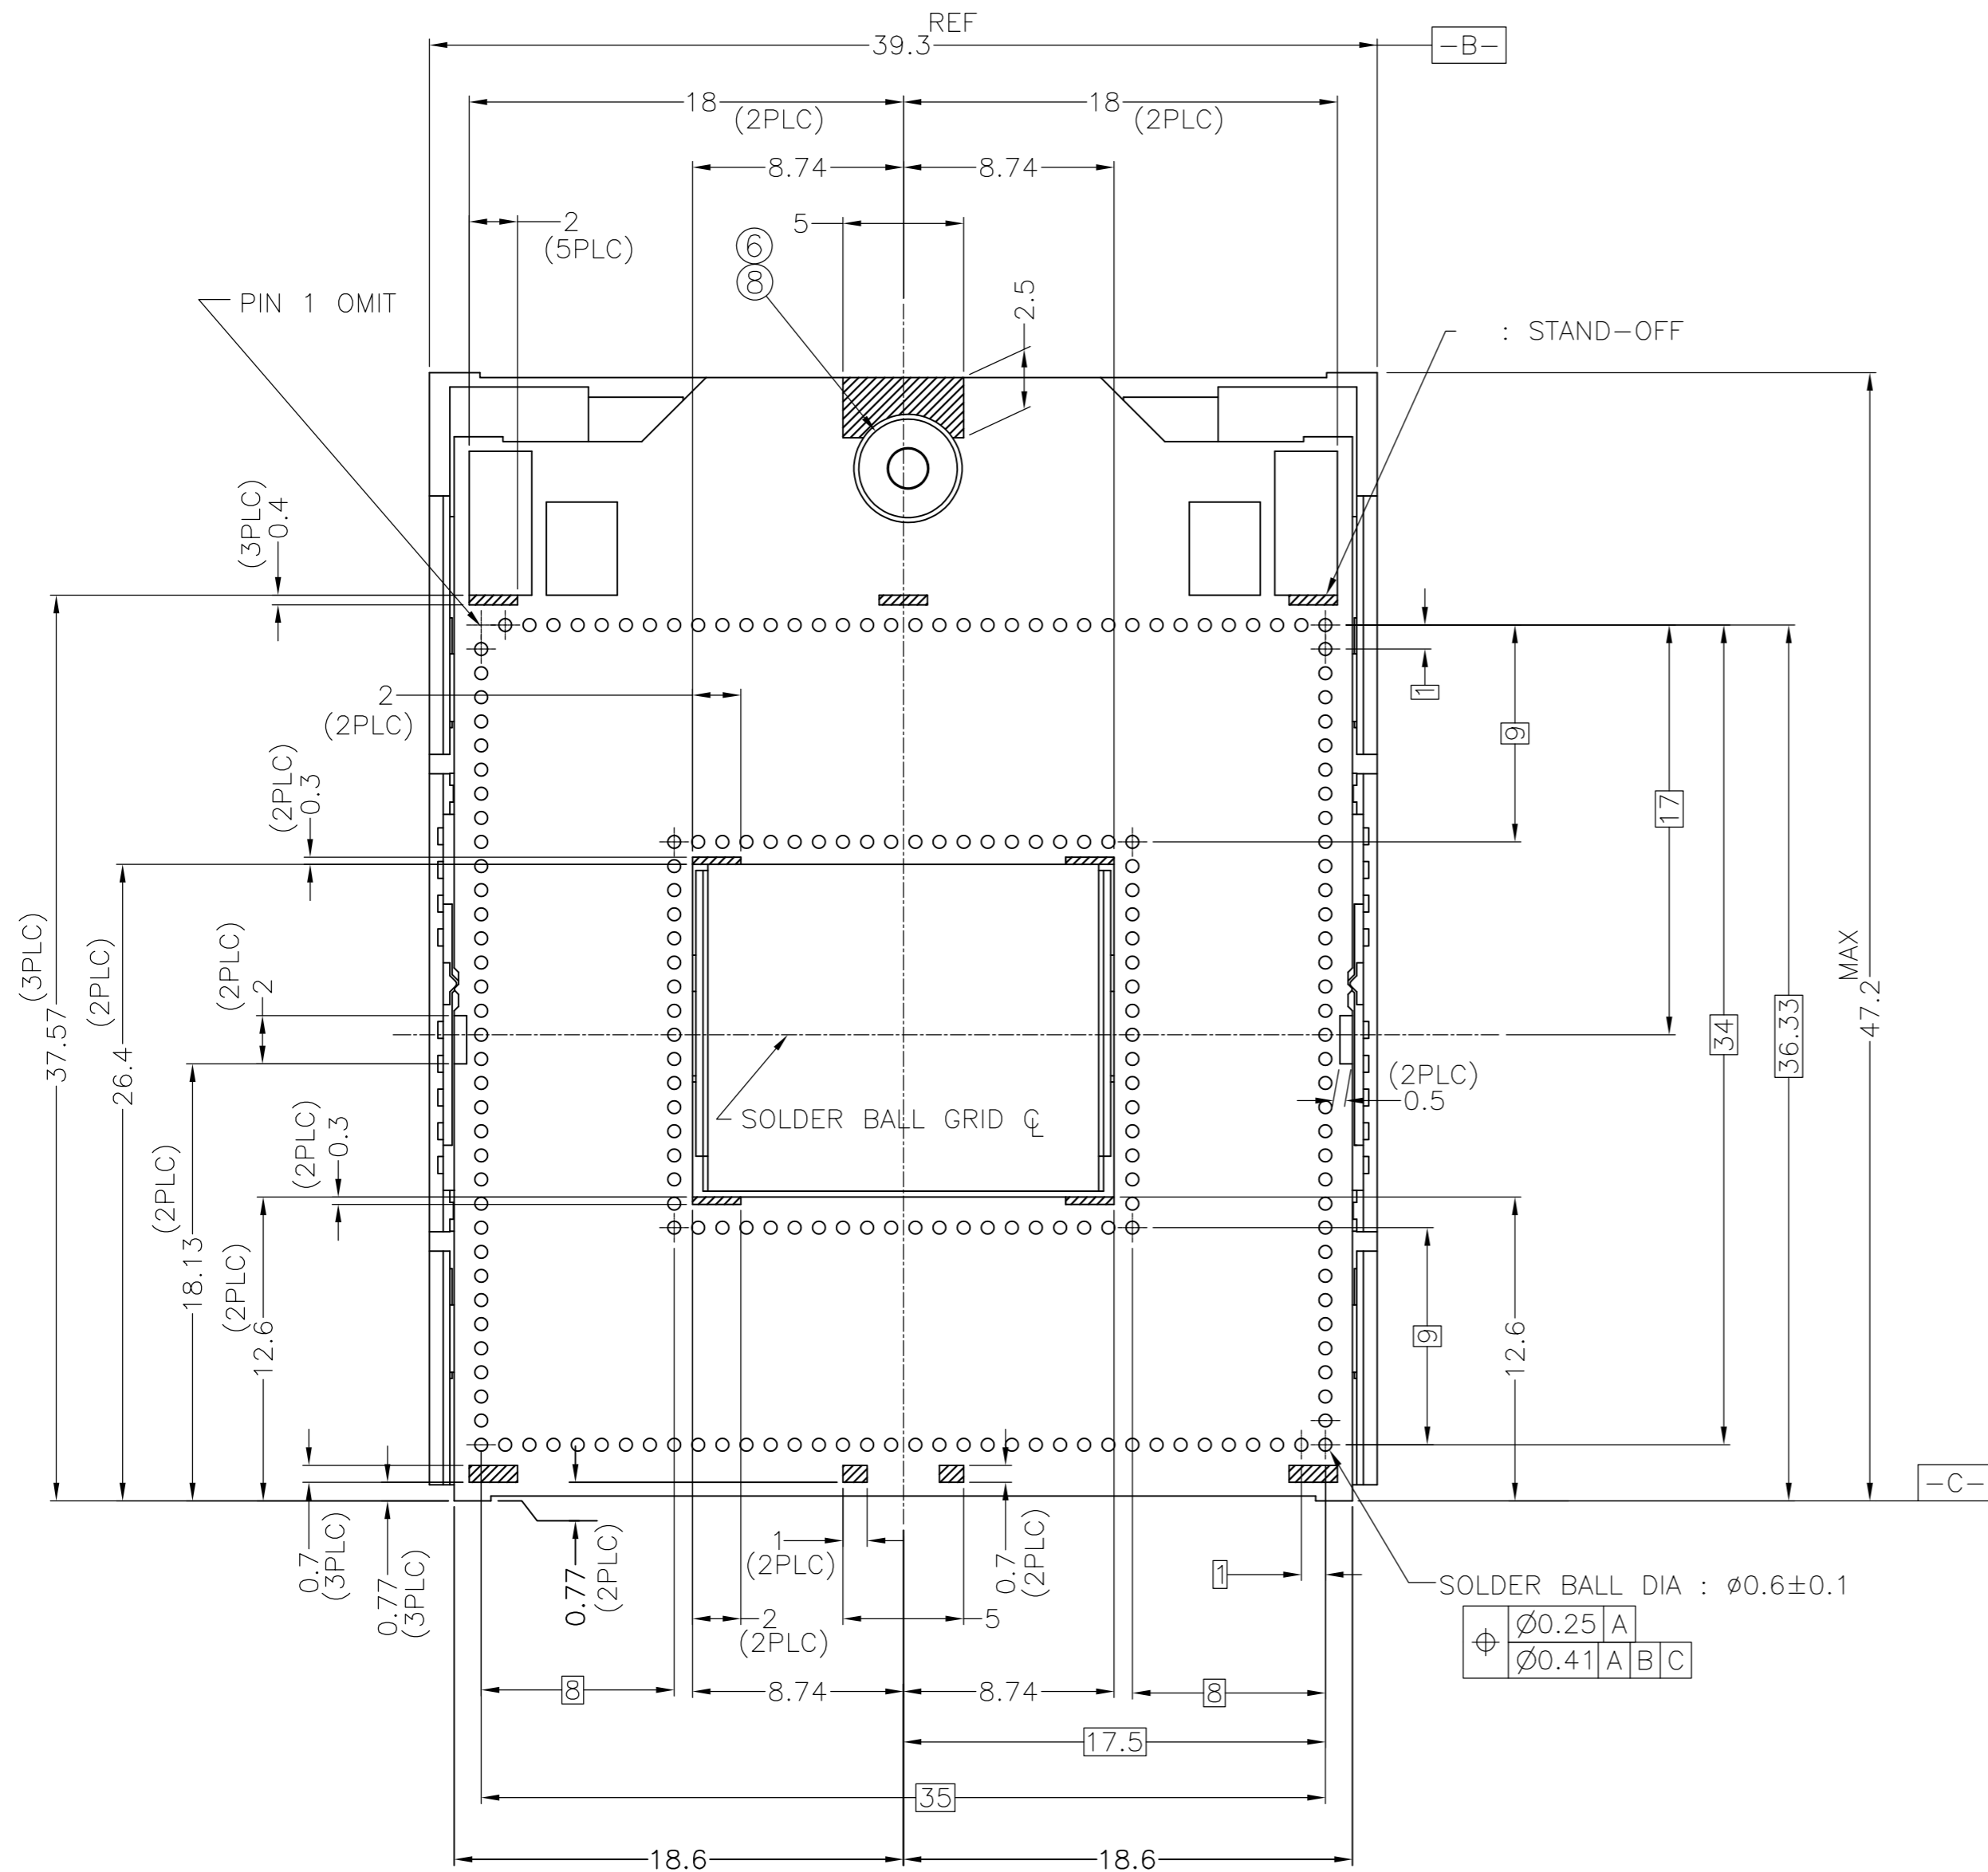 REF
39.3
-B-
18
(2PLC)
18
(2PLC)
8.74
8.74
2
(5PLC)
5
6
8
2.5
PIN 1 OMIT
: STAND-OFF
(3PLC)
0.4
2
(2PLC)
1
9
(2PLC)
0.3
17
(3PLC)
37.57
(2PLC)
26.4
(2PLC)
2
MAX
47.2
34
36.33
(2PLC)
0.5
SOLDER BALL GRID ℄
(2PLC)
0.3
(2PLC)
18.13
(2PLC)
12.6
9
12.6
-C-
0.7
(3PLC)
0.77
(3PLC)
0.77
(2PLC)
1
(2PLC)
0.7
(2PLC)
1
SOLDER BALL DIA : ø0.6±0.1
⌖ Ø0.25 A
Ø0.41 A B C
2
(2PLC)
5
8
8.74
8.74
8
17.5
35
18.6
18.6